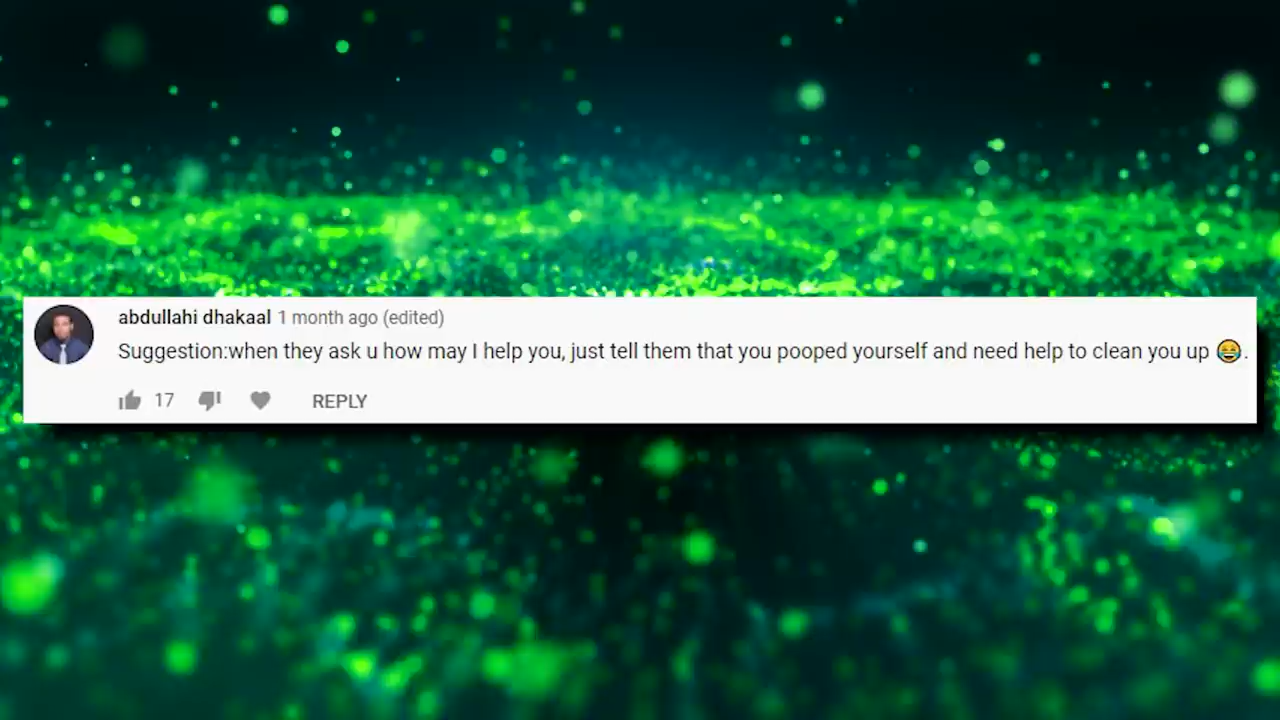 abdullahi dhakaal 1 month ago (edited)
Suggestion:when they ask u how may I help you, just tell them that you pooped yourself and need help to clean you up 😂.
17 REPLY